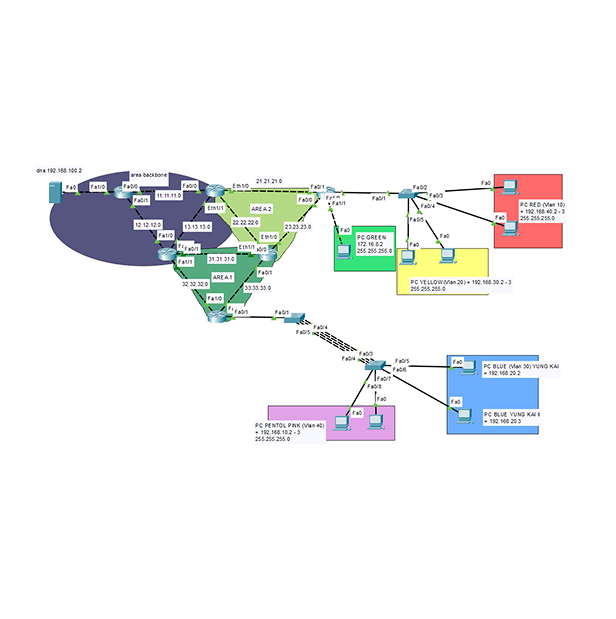 dns 192.168.100.2
area backbone
Fa0
Fa1/0
Fa0/0
Fa0/1
11.11.11.0
Fa0/0
Eth1/0
Eth1/1
21.21.21.0
Fa0/1
Fa0/0
Fa1/1
12.12.12.0
13.13.13.0
AREA 2
22.22.22.0
23.23.23.0
Eth1/0
0/0
Fa0/1
Fa1/1
31.31.31.0
AREA 1
32.32.32.0
33.33.33.0
Fa1/0
Fa0/1
Fa0/1
Fa0/4
Fa0/5
Fa0/3
Fa0/4
Fa0/5
Fa0/6
Fa0/7
Fa0/8
Fa0
PC GREEN
172.16.8.2
255.255.255.0
Fa0/1
Fa0/2
Fa0/3
Fa0/4
Fa0/5
Fa0
Fa0
Fa0
Fa0
PC RED (Vlan 10)
+ 192.168.40.2 - 3
255.255.255.0
PC YELLOW (Vlan 20) + 192.168.30.2 - 3
255.255.255.0
Fa0
PC BLUE (Vlan 30) YUNG KAI
+ 192.168.20.2
Fa0
PC BLUE YUNG KAI II
+ 192.168.20.3
Fa0
Fa0
PC PENTOL PINK (Vlan 40)
+ 192.168.10.2 - 3
255.255.255.0